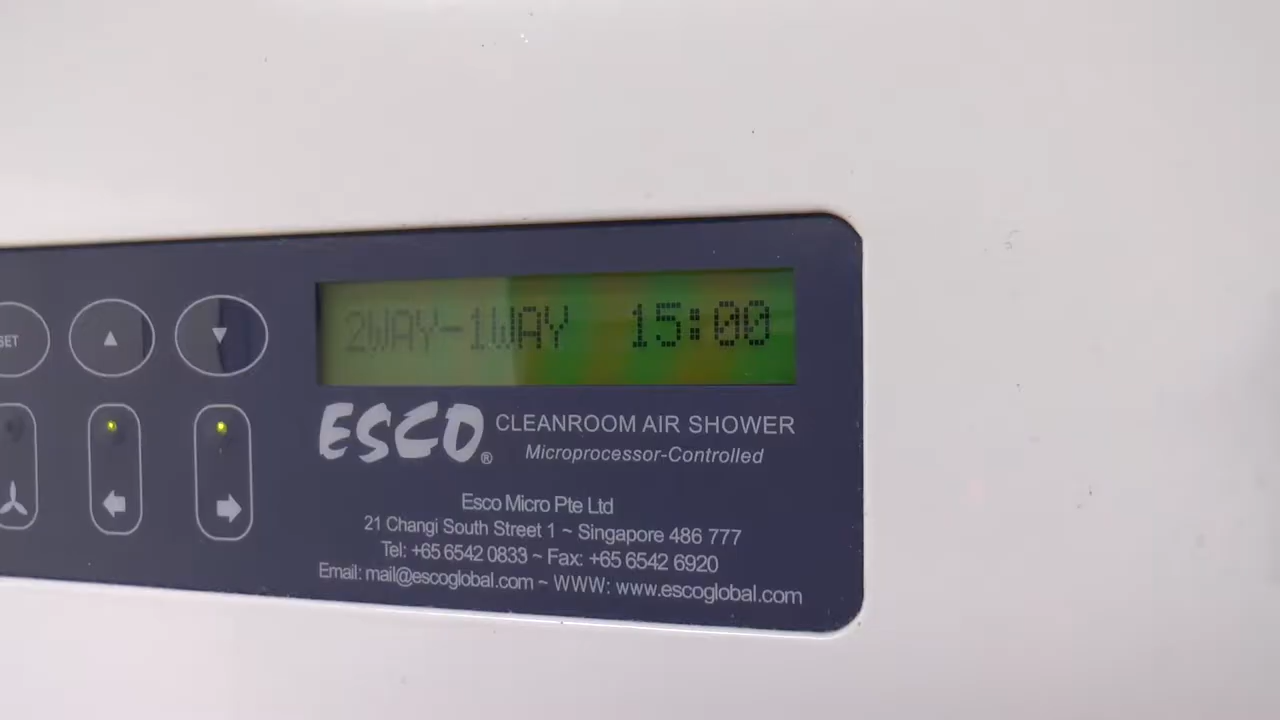 SET
2WAY-1WAY 15:00
ESCO® CLEANROOM AIR SHOWER
Microprocessor-Controlled
Esco Micro Pte Ltd
21 Changi South Street 1 ~ Singapore 486 777
Tel: +65 6542 0833 ~ Fax: +65 6542 6920
Email: mail@escoglobal.com ~ WWW: www.escoglobal.com